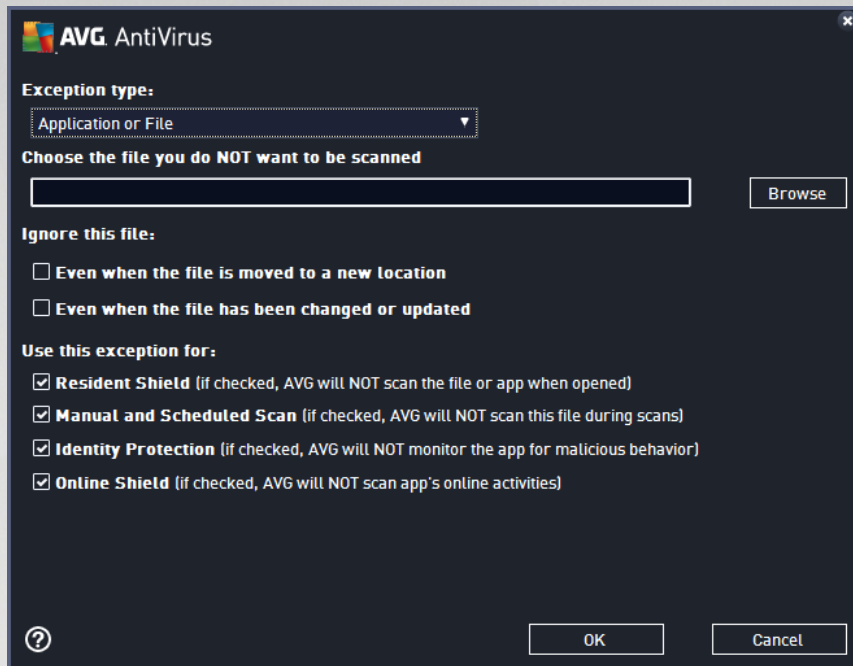 AVG. AntiVirus
Exception type:
Application or File
Choose the file you do NOT want to be scanned
Browse
Ignore this file:
Even when the file is moved to a new location
Even when the file has been changed or updated
Use this exception for:
Resident Shield (if checked, AVG will NOT scan the file or app when opened)
Manual and Scheduled Scan (if checked, AVG will NOT scan this file during scans)
Identity Protection (if checked, AVG will NOT monitor the app for malicious behavior)
Online Shield (if checked, AVG will NOT scan app's online activities)
? OK Cancel